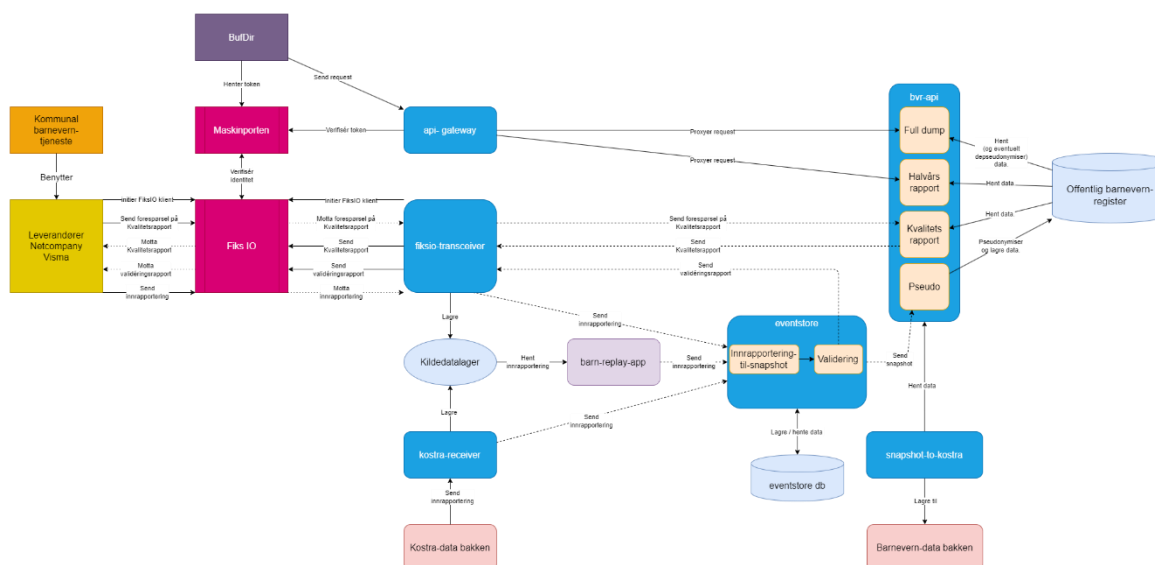 BufDir
Henter token
Send request
Kommunal
barnevern-
tjeneste
Maskinporten
Verifisér token
api- gateway
Proxyer request
Proxyer request
bvr-api
Full dump
Hent
(og eventuelt
depseudonymiser)
data
Halvårs
rapport
Hent data
Offentlig barnevern-
register
Benytter
Verifisér
identitet
Initier FiksIO klient
Initier FiksIO klient
Leverandører
Netcompany
Visma
Send forespørsel på
Kvalitetsrapport
Motta
Kvalitetsrapport
Motta
validéringsrapport
Send
innrapportering
Fiks IO
Motta forespørsel på
Kvalitetsrapport
Send
Kvalitetsrapport
Send
validéringsrapport
Motta
innrapportering
fiksio-transceiver
Send forespørsel på
Kvalitetsrapport
Send
Kvalitetsrapport
Send
validéringsrapport
Kvalitets
rapport
Hent data
Pseudonymiser
og lagre data
Pseudo
Lagre
Send
innrapportering
eventstore
Kildedatalager
Hent
innrapportering
barn-replay-app
Send
innrapportering
Innrapportering-
til-snapshot
Validering
Send
snapshot
Hent data
Lagre
Send
innrapportering
kostra-receiver
Lagre / hente data
snapshot-to-kostra
eventstore db
Send
innrapportering
Lagre til
Kostra-data bakken
Barnevern-data bakken